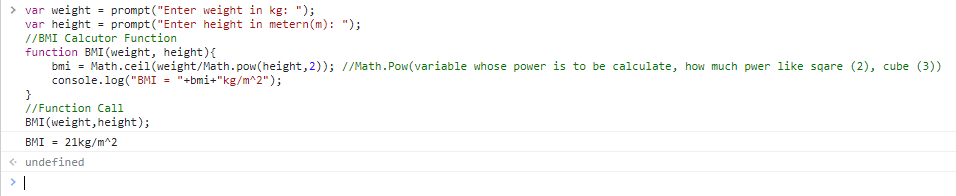 var weight = prompt("Enter weight in kg: ");
var height = prompt("Enter height in metern(m): ");
//BMI Calcutor Function
function BMI(weight, height){
bmi = Math.ceil(weight/Math.pow(height,2)); //Math.Pow(variable whose power is to be calculate, how much pwer like sqare (2), cube (3))
console.log("BMI = "+bmi+"kg/m^2");
}
//Function Call
BMI(weight,height);
BMI = 21kg/m^2
undefined